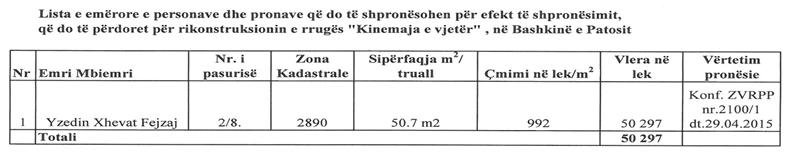 Lista e emërore e personave dhe pronave që do të shpronësohen për efekt të shpronësimit,
që do të përdoret për rikonstruksionin e rrugës "Kinemaja e vjetër" , në Bashkinë e Patosit
Nr Emri Mbiemri Nr. i pasurisë Zona Kadastrale Sipërfaqja m²/ truall Çmimi në lek/m² Vlera në lek Vërtetim pronësie
1 Yzedin Xhevat Fejzaj 2/8. 2890 50.7 m2 992 50 297 Konf. ZVRPP nr.2100/1 dt.29.04.2015
Totali 50 297